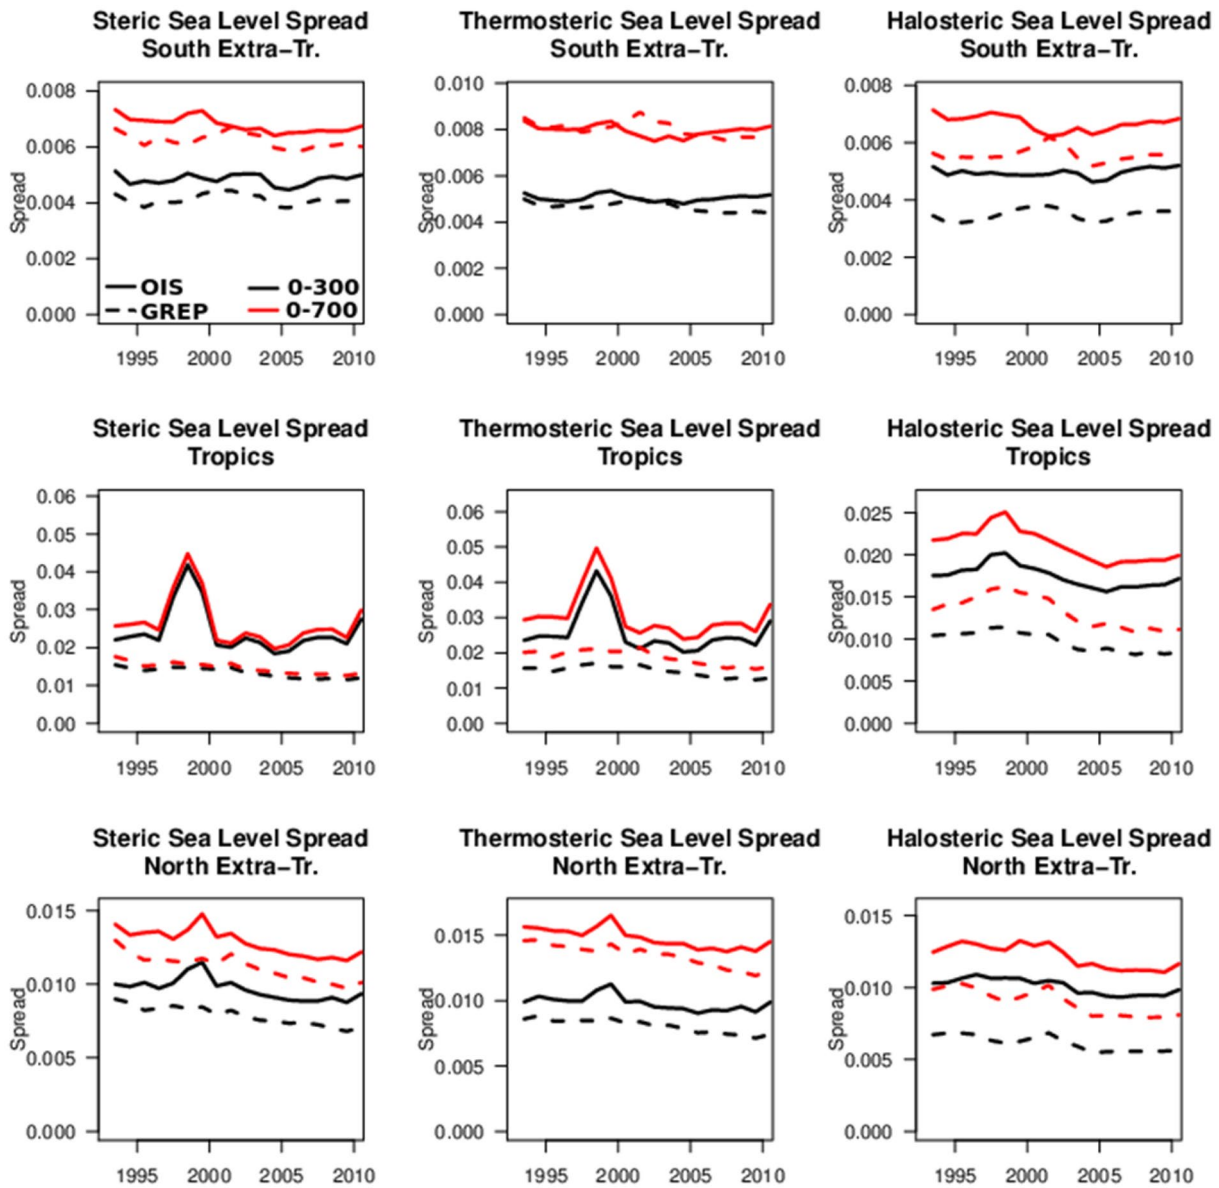 Steric Sea Level Spread
South Extra–Tr.
Thermosteric Sea Level Spread
South Extra–Tr.
Halosteric Sea Level Spread
South Extra–Tr.
Spread
0.008
0.006
0.004
0.002
0.000
OIS
GREP
0-300
0-700
1995 2000 2005 2010
Spread
0.010
0.008
0.006
0.004
0.002
0.000
1995 2000 2005 2010
Spread
0.008
0.006
0.004
0.002
0.000
1995 2000 2005 2010
Steric Sea Level Spread
Tropics
Thermosteric Sea Level Spread
Tropics
Halosteric Sea Level Spread
Tropics
Spread
0.06
0.05
0.04
0.03
0.02
0.01
0.00
1995 2000 2005 2010
Spread
0.06
0.05
0.04
0.03
0.02
0.01
0.00
1995 2000 2005 2010
Spread
0.025
0.020
0.015
0.010
0.005
0.000
1995 2000 2005 2010
Steric Sea Level Spread
North Extra–Tr.
Thermosteric Sea Level Spread
North Extra–Tr.
Halosteric Sea Level Spread
North Extra–Tr.
Spread
0.015
0.010
0.005
0.000
1995 2000 2005 2010
Spread
0.015
0.010
0.005
0.000
1995 2000 2005 2010
Spread
0.015
0.010
0.005
0.000
1995 2000 2005 2010